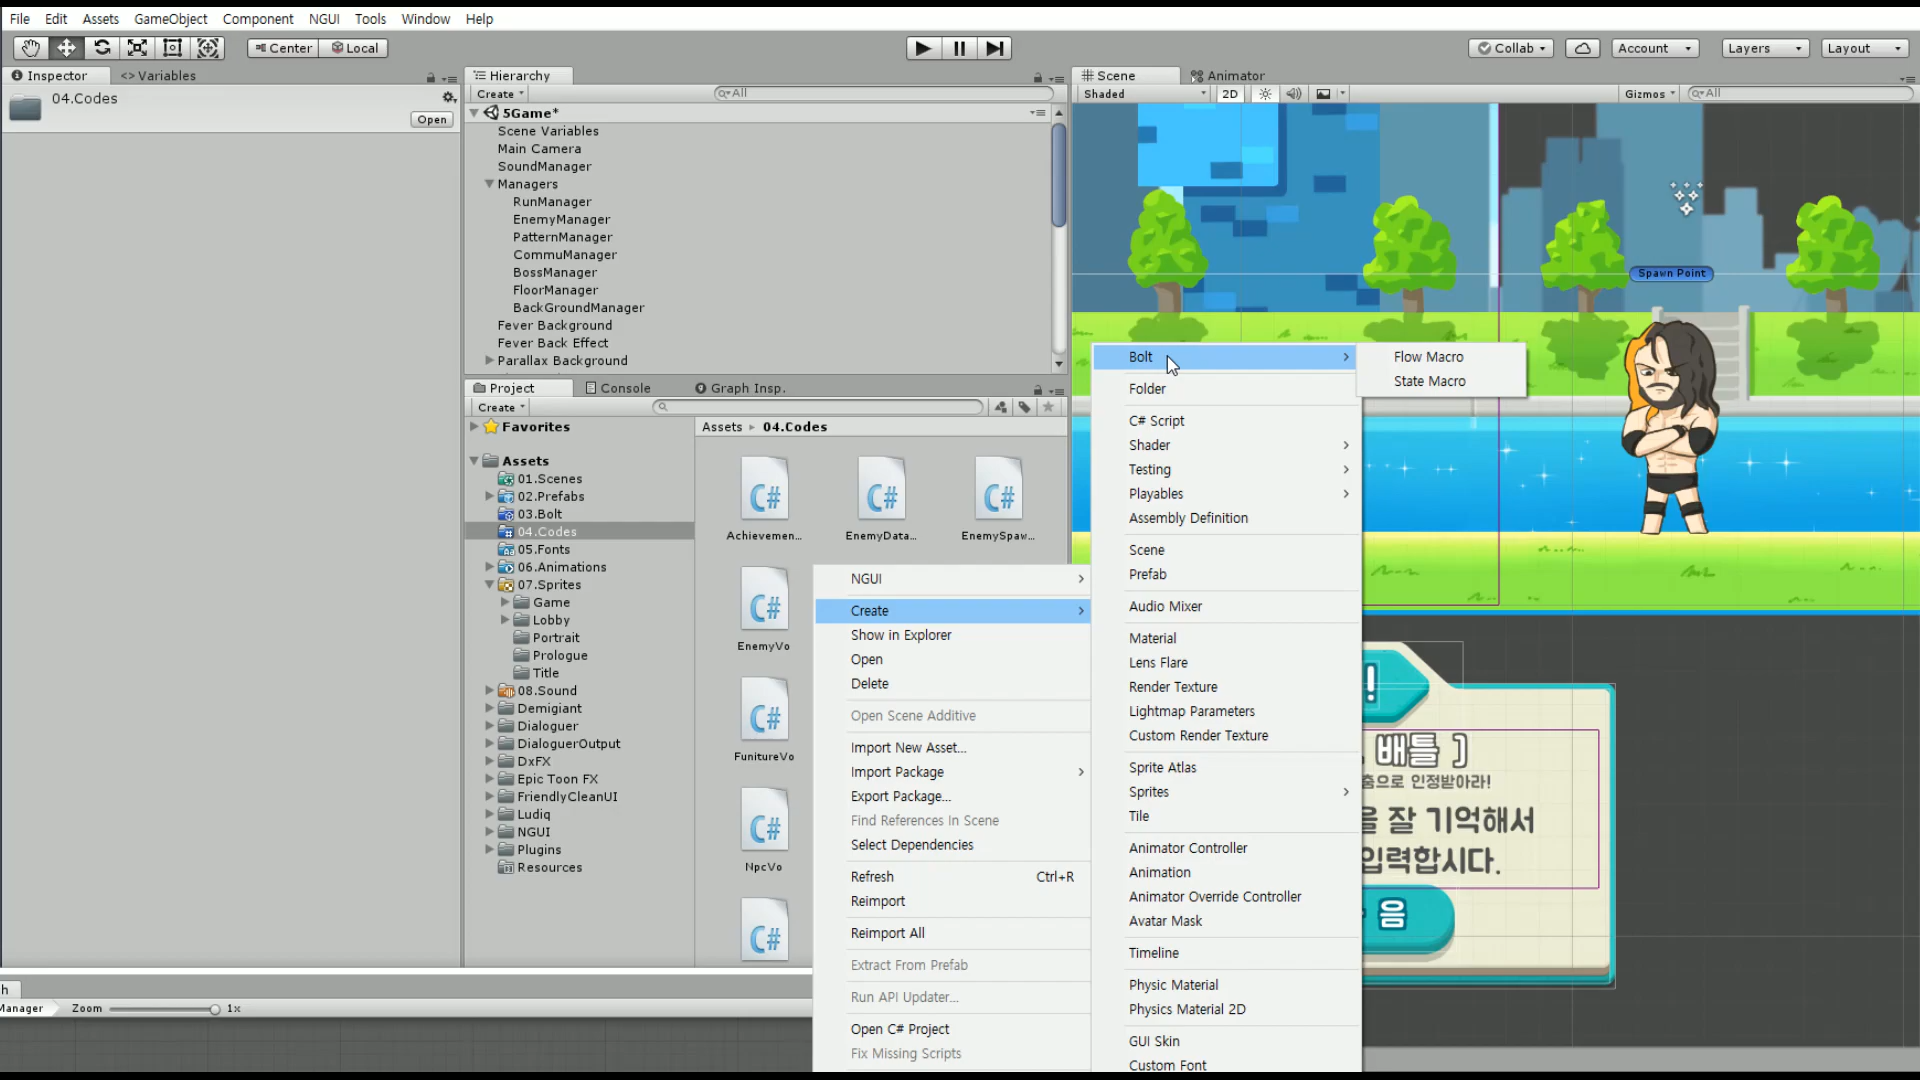 File Edit Assets GameObject Component NGUI Tools Window Help
Center Local Collab Account Layers Layout
Inspector <> Variables
04.Codes
Open
Hierarchy
Create All
5Game*
Scene Variables
Main Camera
SoundManager
Managers
RunManager
EnemyManager
PatternManager
CommuManager
BossManager
FloorManager
BackGroundManager
Fever Background
Fever Back Effect
Parallax Background
Scene Animator
Shaded 2D Gizmos All
Spawn Point
Project Console Graph Insp.
Create
Favorites
Assets
01.Scenes
02.Prefabs
03.Bolt
04.Codes
05.Fonts
06.Animations
07.Sprites
Game
Lobby
Portrait
Prologue
Title
08.Sound
Demigiant
Dialoguer
DialoguerOutput
DxFX
Epic Toon FX
FriendlyCleanUI
Ludiq
NGUI
Plugins
Resources
Assets ▸ 04.Codes
C# C# C#
Achievemen... EnemyData... EnemySpaw...
C#
EnemyVo
C#
FunitureVo
C#
NpcVo
C#
NGUI
Create
Show in Explorer
Open
Delete
Open Scene Additive
Import New Asset...
Import Package
Export Package...
Find References In Scene
Select Dependencies
Refresh Ctrl+R
Reimport
Reimport All
Extract From Prefab
Run API Updater...
Open C# Project
Fix Missing Scripts
Bolt
Folder
C# Script
Shader
Testing
Playables
Assembly Definition
Scene
Prefab
Audio Mixer
Material
Lens Flare
Render Texture
Lightmap Parameters
Custom Render Texture
Sprite Atlas
Sprites
Tile
Animator Controller
Animation
Animator Override Controller
Avatar Mask
Timeline
Physic Material
Physics Material 2D
GUI Skin
Custom Font
Flow Macro
State Macro
!
배틀 ]
춤으로 인정받아라!
을 잘 기억해서
입력합시다.
음
h
Manager Zoom 1x